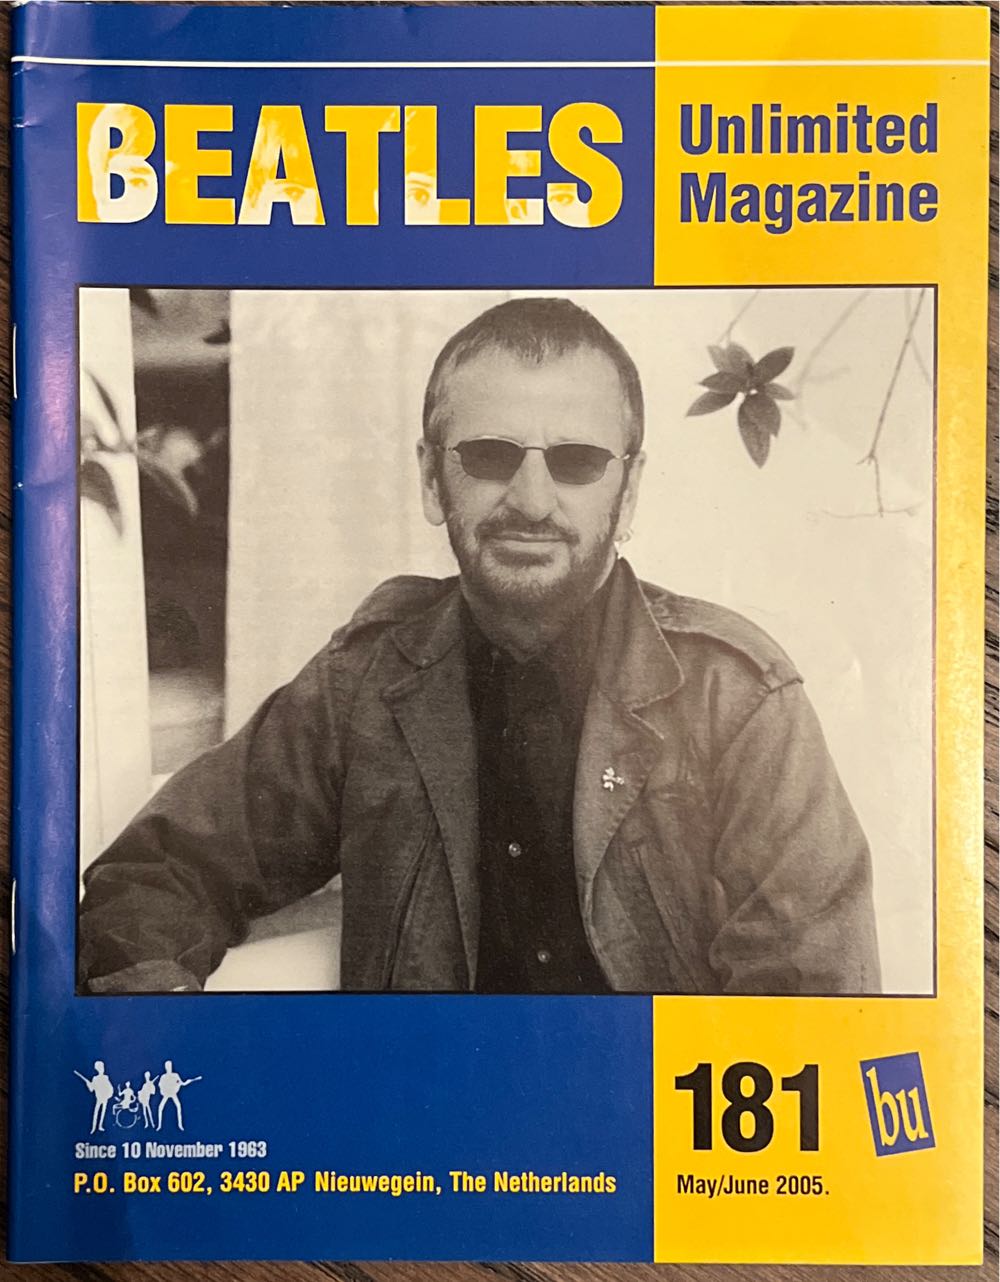 BEATLES
Unlimited
Magazine
Since 10 November 1963
P.O. Box 602, 3430 AP Nieuwegein, The Netherlands
181
bu
May/June 2005.